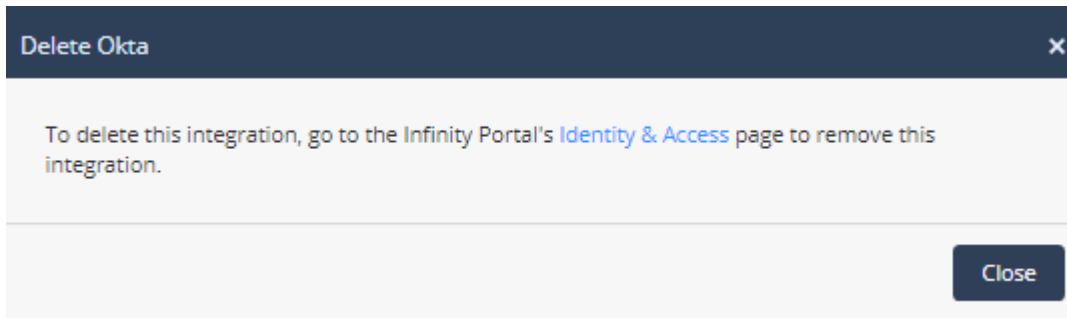 Delete Okta ×
To delete this integration, go to the Infinity Portal's Identity & Access page to remove this
integration.
Close